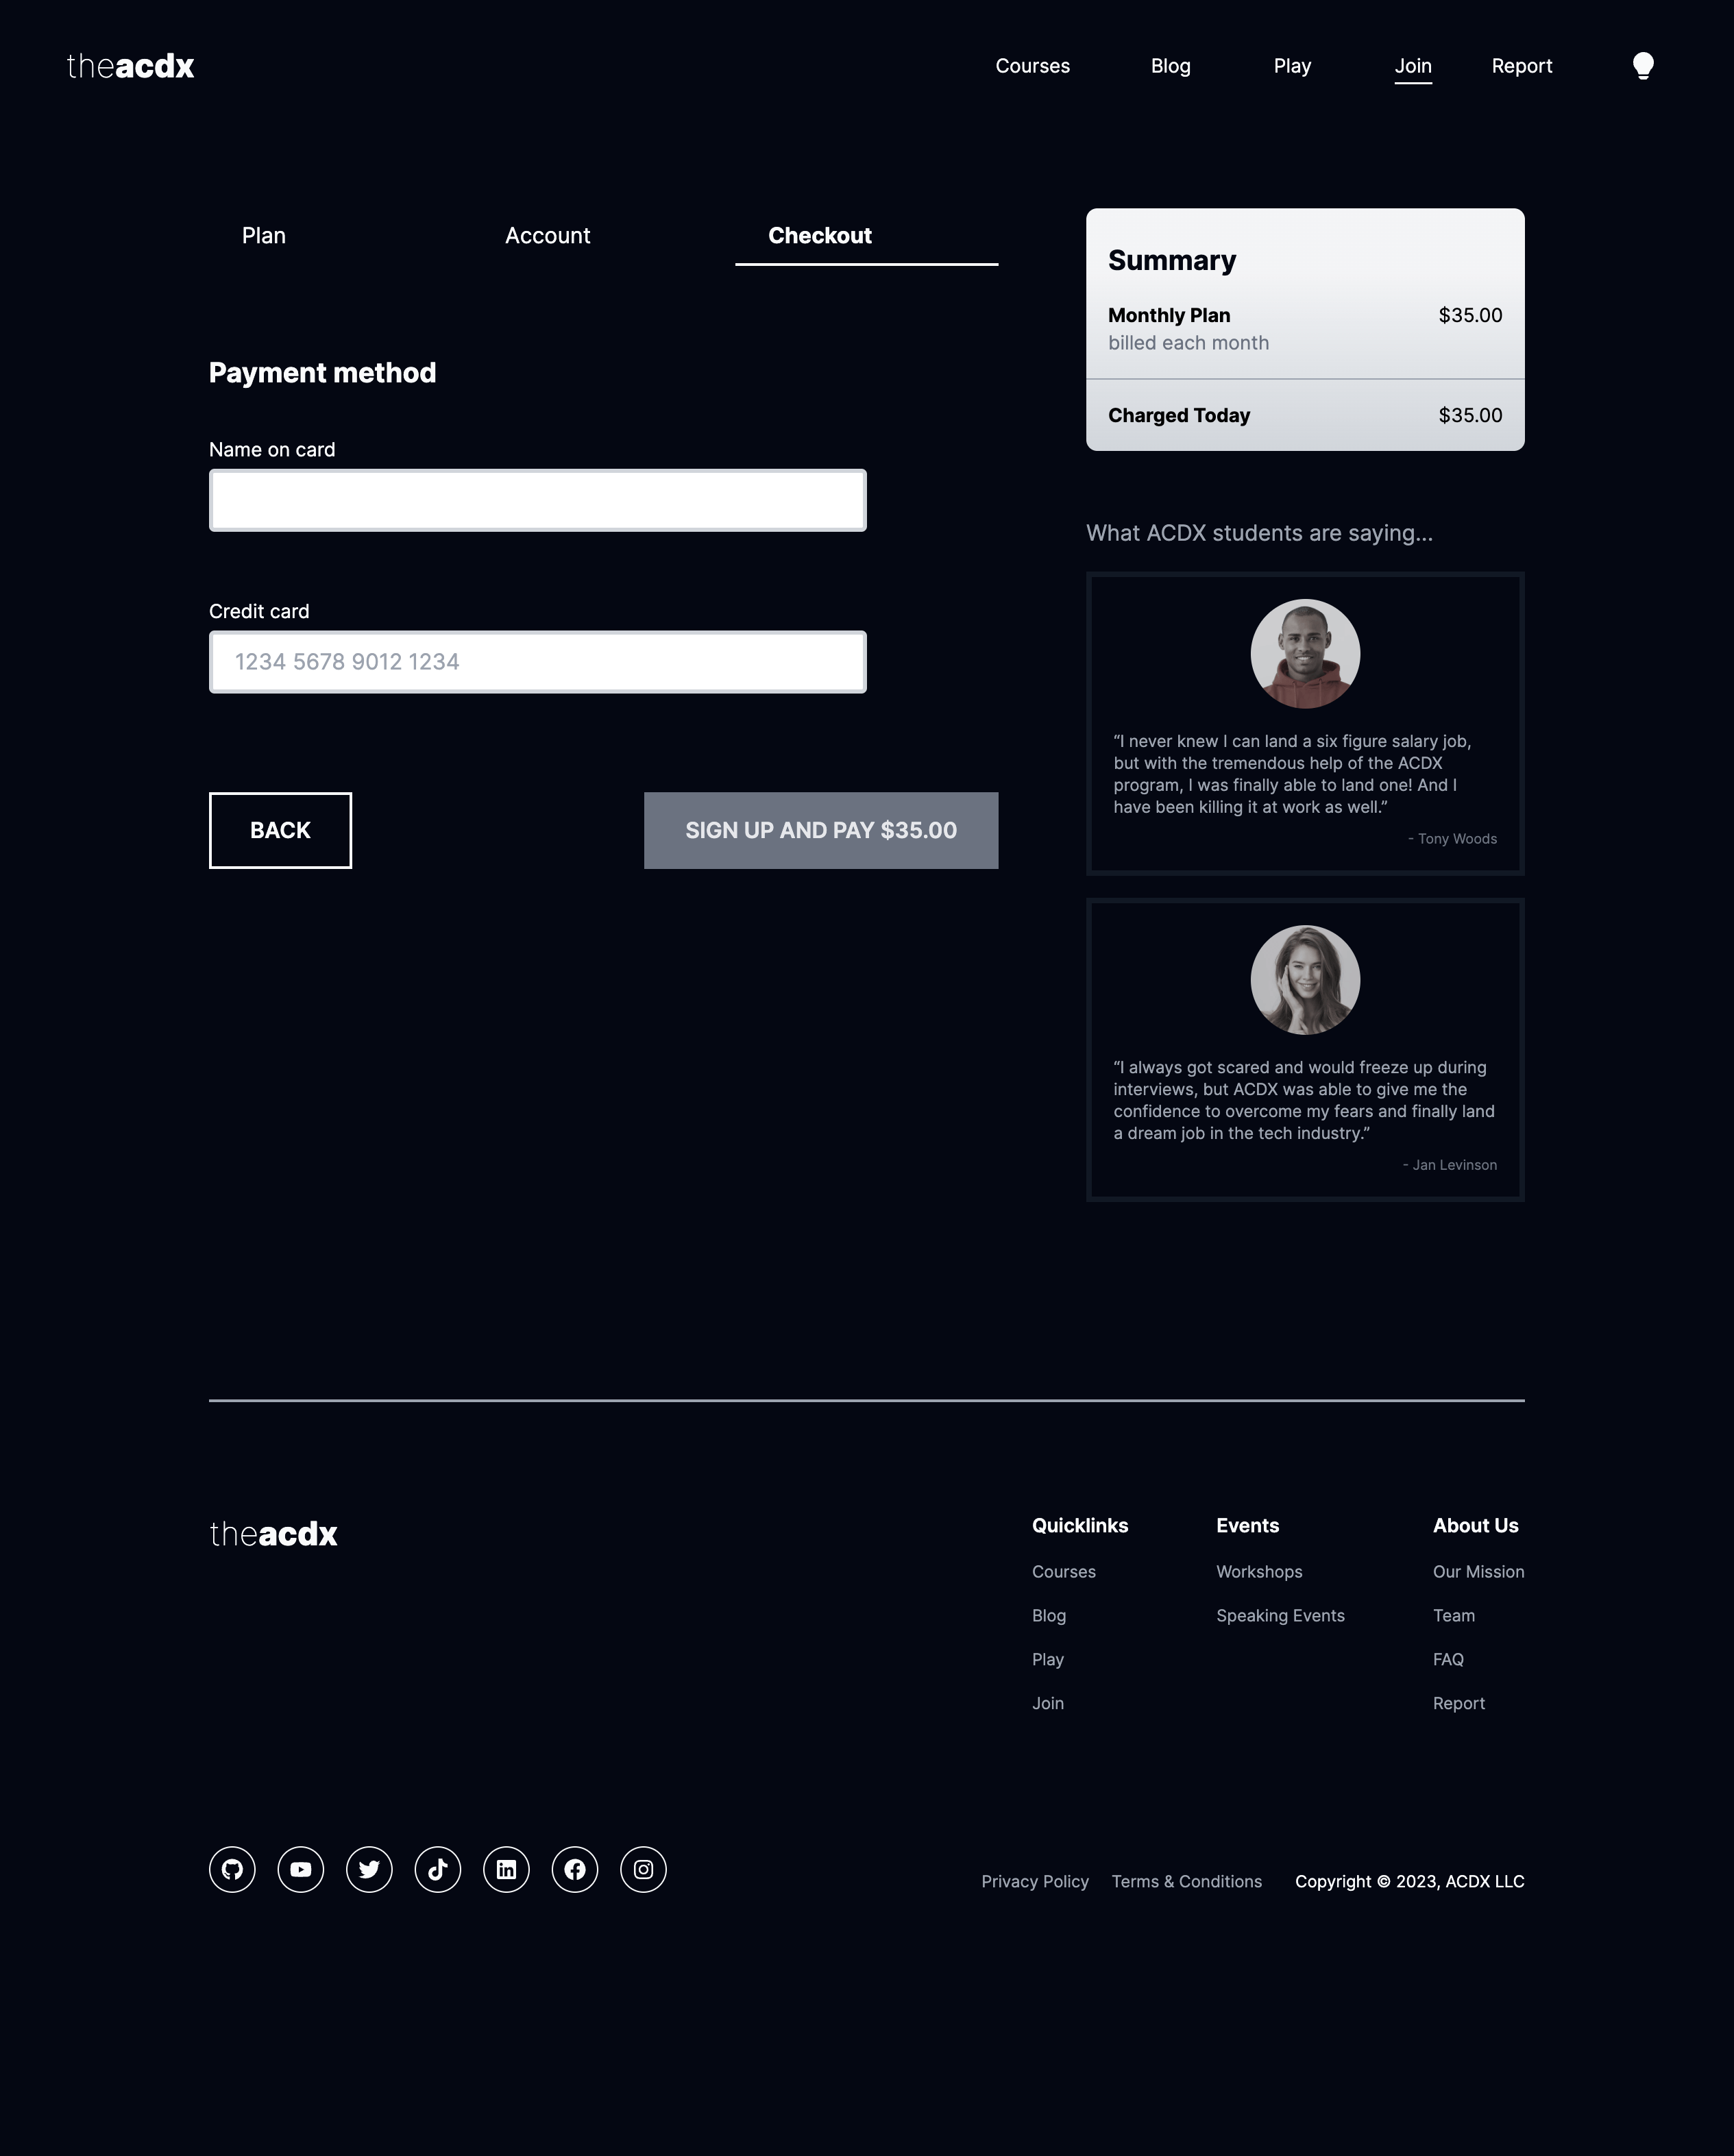 theacdx
Courses
Blog
Play
Join
Report
Plan
Account
Checkout
Payment method
Name on card
Credit card
1234 5678 9012 1234
BACK
SIGN UP AND PAY $35.00
Summary
Monthly Plan $35.00
billed each month
Charged Today $35.00
What ACDX students are saying...
“I never knew I can land a six figure salary job,
but with the tremendous help of the ACDX
program, I was finally able to land one! And I
have been killing it at work as well.”
- Tony Woods
“I always got scared and would freeze up during
interviews, but ACDX was able to give me the
confidence to overcome my fears and finally land
a dream job in the tech industry.”
- Jan Levinson
theacdx
Quicklinks
Courses
Blog
Play
Join
Events
Workshops
Speaking Events
About Us
Our Mission
Team
FAQ
Report
Privacy Policy
Terms & Conditions
Copyright © 2023, ACDX LLC